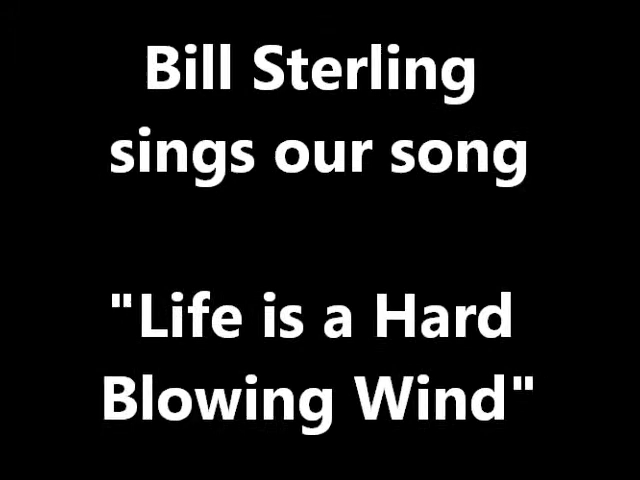 Bill Sterling
sings our song
"Life is a Hard
Blowing Wind"